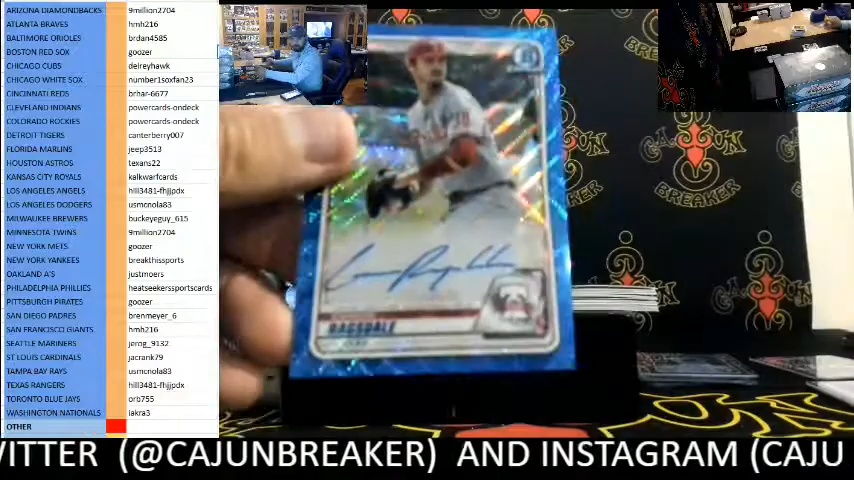 ARIZONA DIAMONDBACKS 9million2704
ATLANTA BRAVES hmh216
BALTIMORE ORIOLES brdan4585
BOSTON RED SOX goozer
CHICAGO CUBS delreyhawk
CHICAGO WHITE SOX number1soxfan23
CINCINNATI REDS brhar-6677
CLEVELAND INDIANS powercards-ondeck
COLORADO ROCKIES powercards-ondeck
DETROIT TIGERS canterberry007
FLORIDA MARLINS jeep3513
HOUSTON ASTROS texans22
KANSAS CITY ROYALS kalkwarfcards
LOS ANGELES ANGELS hill3481-fhjjpdx
LOS ANGELES DODGERS usmcnola83
MILWAUKEE BREWERS buckeyeguy_615
MINNESOTA TWINS 9million2704
NEW YORK METS goozer
NEW YORK YANKEES breakthissports
OAKLAND A'S justmoers
PHILADELPHIA PHILLIES heatseekerssportscards
PITTSBURGH PIRATES goozer
SAN DIEGO PADRES brenmeyer_6
SAN FRANCISCO GIANTS hmh216
SEATTLE MARINERS jerog_9132
ST LOUIS CARDINALS jacrank79
TAMPA BAY RAYS usmcnola83
TEXAS RANGERS hill3481-fhjjpdx
TORONTO BLUE JAYS orb755
WASHINGTON NATIONALS iakra3
OTHER
RAGSDALE
CAJUN
BREAKER
WITTER (@CAJUNBREAKER) AND INSTAGRAM (CAJU